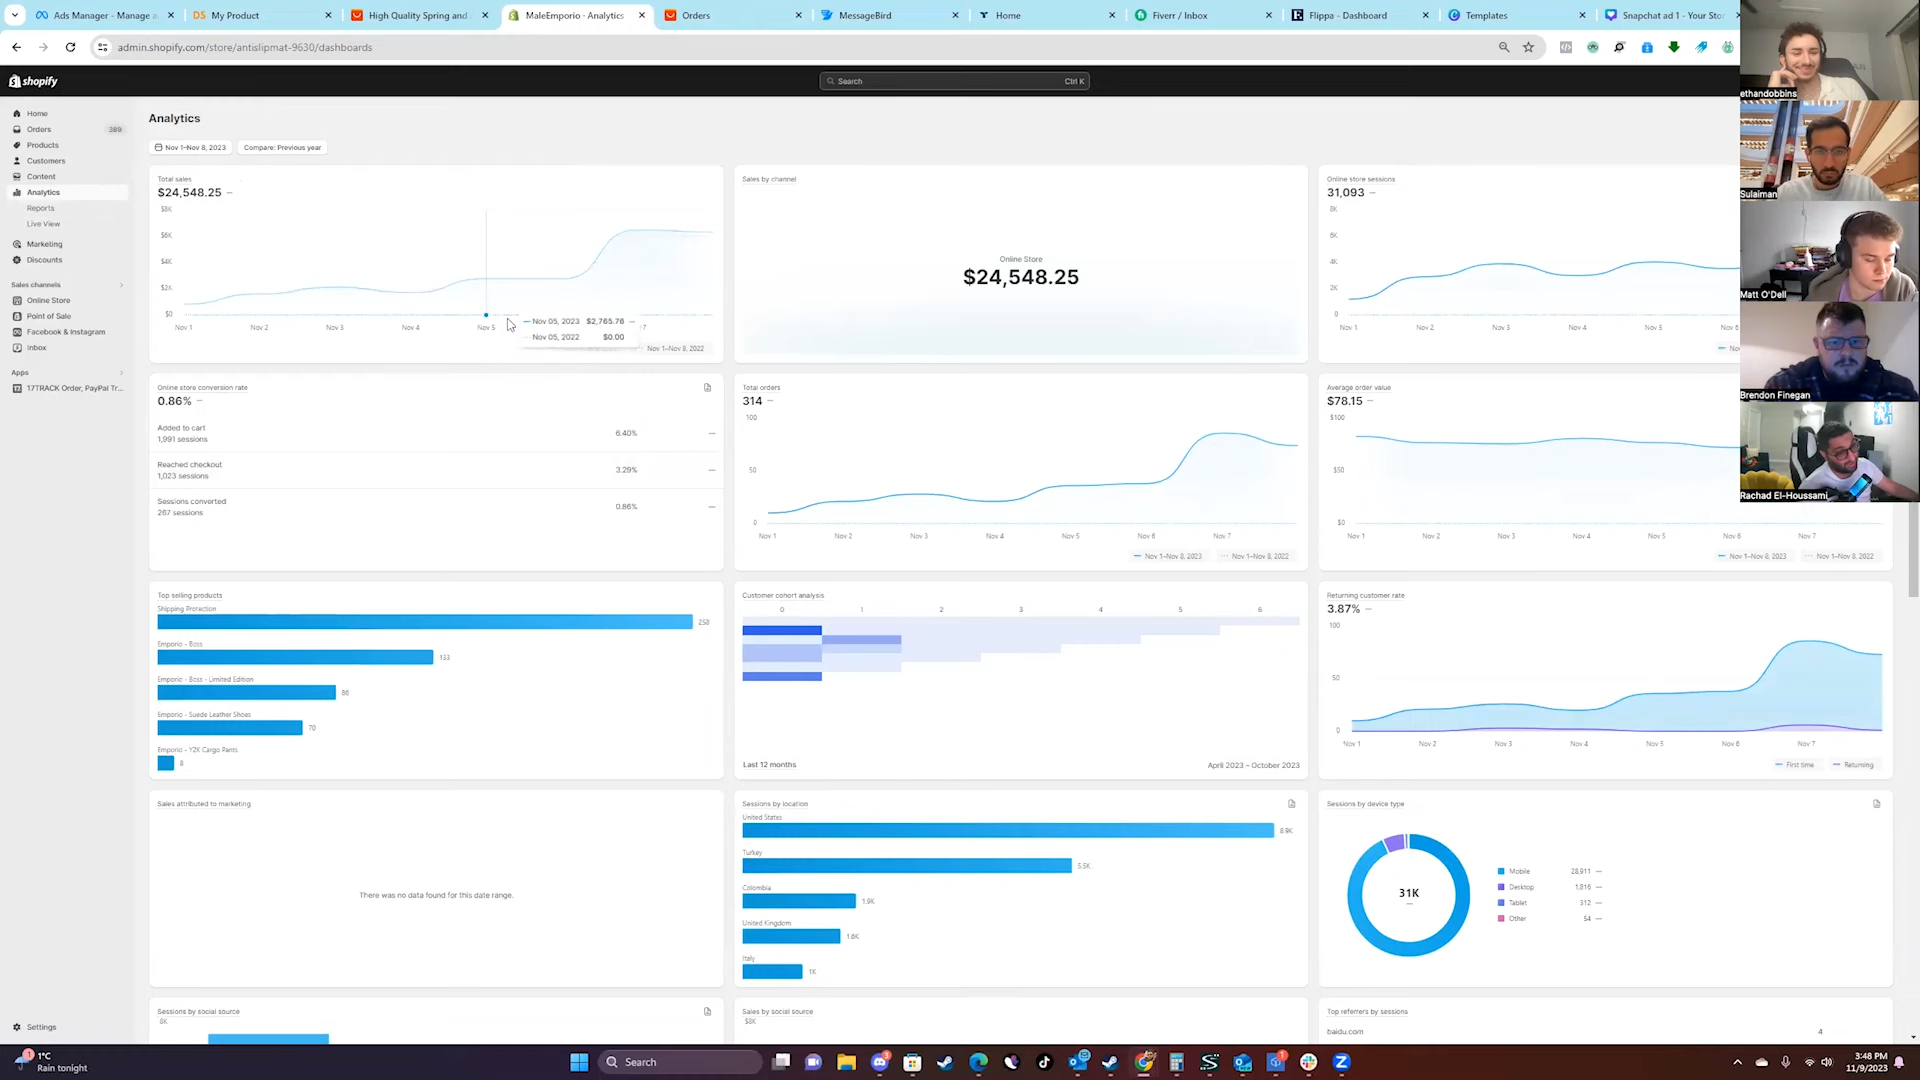 Ads Manager - Manage a
My Product
High Quality Spring and
MaleEmporio · Analytics
Orders
MessageBird
Home
Fiverr / Inbox
Flippa - Dashboard
Templates
Snapchat ad 1 - Your Sto
admin.shopify.com/store/antislipmat-9630/dashboards
shopify
Search
Ctrl K
Home
Orders 389
Products
Customers
Content
Analytics
Reports
Live View
Marketing
Discounts
Sales channels
Online Store
Point of Sale
Facebook & Instagram
Inbox
Apps
17TRACK Order, PayPal Tr...
Settings
Analytics
Nov 1–Nov 8, 2023
Compare: Previous year
Total sales
$24,548.25 –
$8K
$6K
$4K
$2K
$0
Nov 1 Nov 2 Nov 3 Nov 4 Nov 5 7
Nov 05, 2023 $2,765.76 –
Nov 05, 2022 $0.00
Nov 1–Nov 8, 2022
Sales by channel
Online Store
$24,548.25
Online store sessions
31,093 –
8K
6K
4K
2K
0
Nov 1 Nov 2 Nov 3 Nov 4 Nov 5 Nov 6
Online store conversion rate
0.86% –
Added to cart
1,991 sessions
6.40% –
Reached checkout
1,023 sessions
3.29% –
Sessions converted
267 sessions
0.86% –
Total orders
314 –
100
50
0
Nov 1 Nov 2 Nov 3 Nov 4 Nov 5 Nov 6 Nov 7
Nov 1–Nov 8, 2023 Nov 1–Nov 8, 2022
Average order value
$78.15 –
$100
$50
$0
Nov 1 Nov 2 Nov 3 Nov 4 Nov 5 Nov 6 Nov 7
Nov 1–Nov 8, 2023 Nov 1–Nov 8, 2022
Top selling products
Shipping Protection
258
Emporio - Boss
133
Emporio - Boss - Limited Edition
86
Emporio - Suede Leather Shoes
70
Emporio - Y2K Cargo Pants
8
Customer cohort analysis
0 1 2 3 4 5 6
Last 12 months April 2023 – October 2023
Returning customer rate
3.87% –
100
50
0
Nov 1 Nov 2 Nov 3 Nov 4 Nov 5 Nov 6 Nov 7
First time Returning
Sales attributed to marketing
There was no data found for this date range.
Sessions by location
United States
8.9K
Turkey
5.5K
Colombia
1.9K
United Kingdom
1.6K
Italy
1K
Sessions by device type
31K
–
Mobile 28,911 –
Desktop 1,816 –
Tablet 312 –
Other 54 –
Sessions by social source
8K
Sales by social source
$8K
Top referrers by sessions
baidu.com 4
ethandobbins
Sulaiman
Matt O'Dell
Brendon Finegan
Rachad El-Houssami
1°C
Rain tonight
Search
3:48 PM
11/9/2023